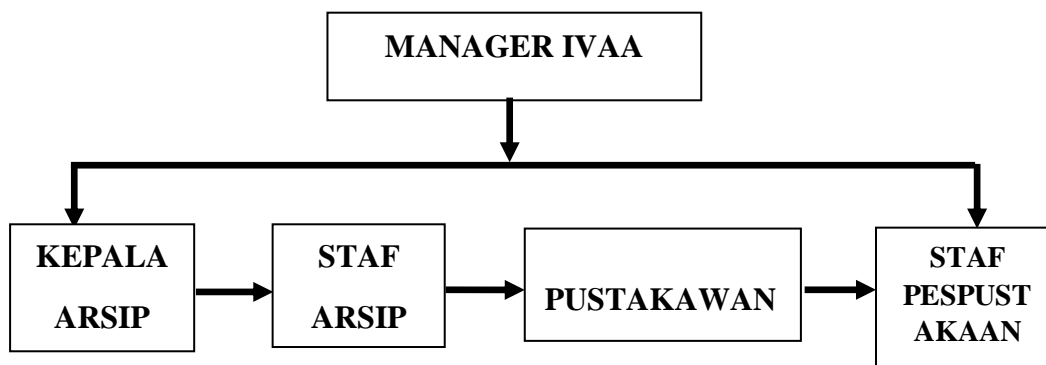 MANAGER IVAA
KEPALA
ARSIP
STAF
ARSIP
PUSTAKAWAN
STAF
PESPUST
AKAAN